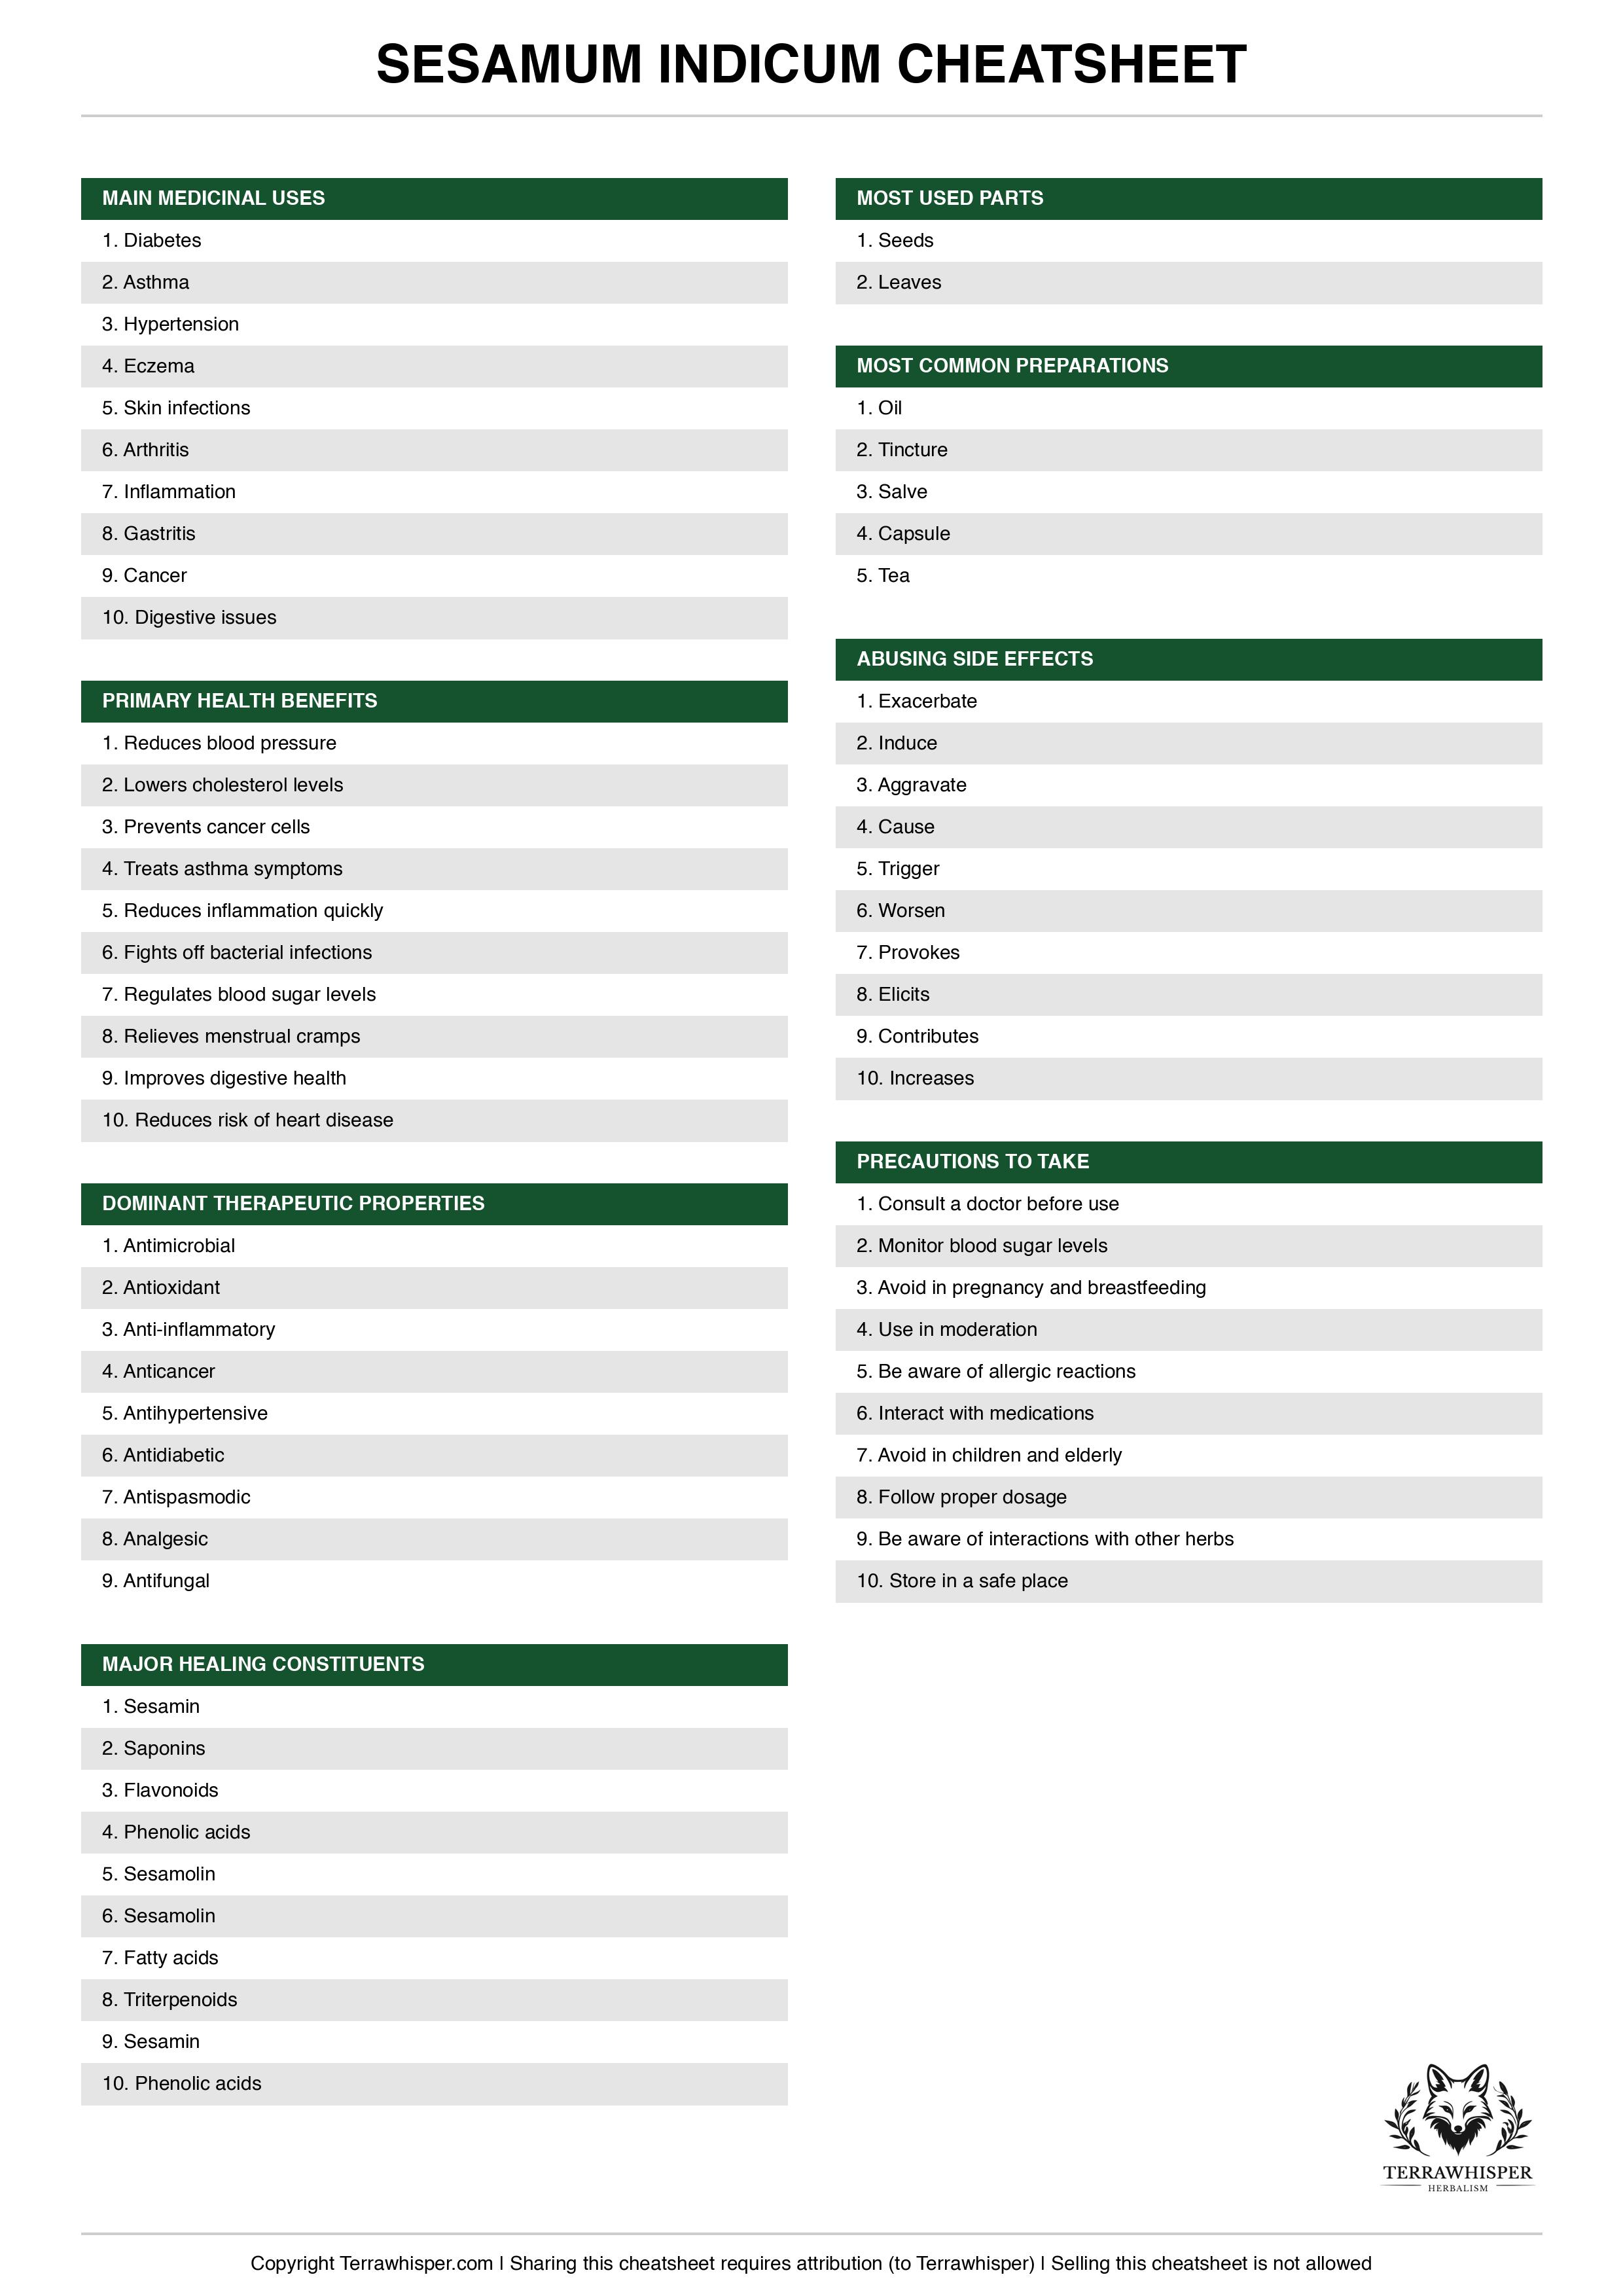 SESAMUM INDICUM CHEATSHEET
MAIN MEDICINAL USES
1. Diabetes
2. Asthma
3. Hypertension
4. Eczema
5. Skin infections
6. Arthritis
7. Inflammation
8. Gastritis
9. Cancer
10. Digestive issues
PRIMARY HEALTH BENEFITS
1. Reduces blood pressure
2. Lowers cholesterol levels
3. Prevents cancer cells
4. Treats asthma symptoms
5. Reduces inflammation quickly
6. Fights off bacterial infections
7. Regulates blood sugar levels
8. Relieves menstrual cramps
9. Improves digestive health
10. Reduces risk of heart disease
DOMINANT THERAPEUTIC PROPERTIES
1. Antimicrobial
2. Antioxidant
3. Anti-inflammatory
4. Anticancer
5. Antihypertensive
6. Antidiabetic
7. Antispasmodic
8. Analgesic
9. Antifungal
MAJOR HEALING CONSTITUENTS
1. Sesamin
2. Saponins
3. Flavonoids
4. Phenolic acids
5. Sesamolin
6. Sesamolin
7. Fatty acids
8. Triterpenoids
9. Sesamin
10. Phenolic acids
MOST USED PARTS
1. Seeds
2. Leaves
MOST COMMON PREPARATIONS
1. Oil
2. Tincture
3. Salve
4. Capsule
5. Tea
ABUSING SIDE EFFECTS
1. Exacerbate
2. Induce
3. Aggravate
4. Cause
5. Trigger
6. Worsen
7. Provokes
8. Elicits
9. Contributes
10. Increases
PRECAUTIONS TO TAKE
1. Consult a doctor before use
2. Monitor blood sugar levels
3. Avoid in pregnancy and breastfeeding
4. Use in moderation
5. Be aware of allergic reactions
6. Interact with medications
7. Avoid in children and elderly
8. Follow proper dosage
9. Be aware of interactions with other herbs
10. Store in a safe place
TERRAWHISPER
HERBALISM
Copyright Terrawhisper.com | Sharing this cheatsheet requires attribution (to Terrawhisper) | Selling this cheatsheet is not allowed